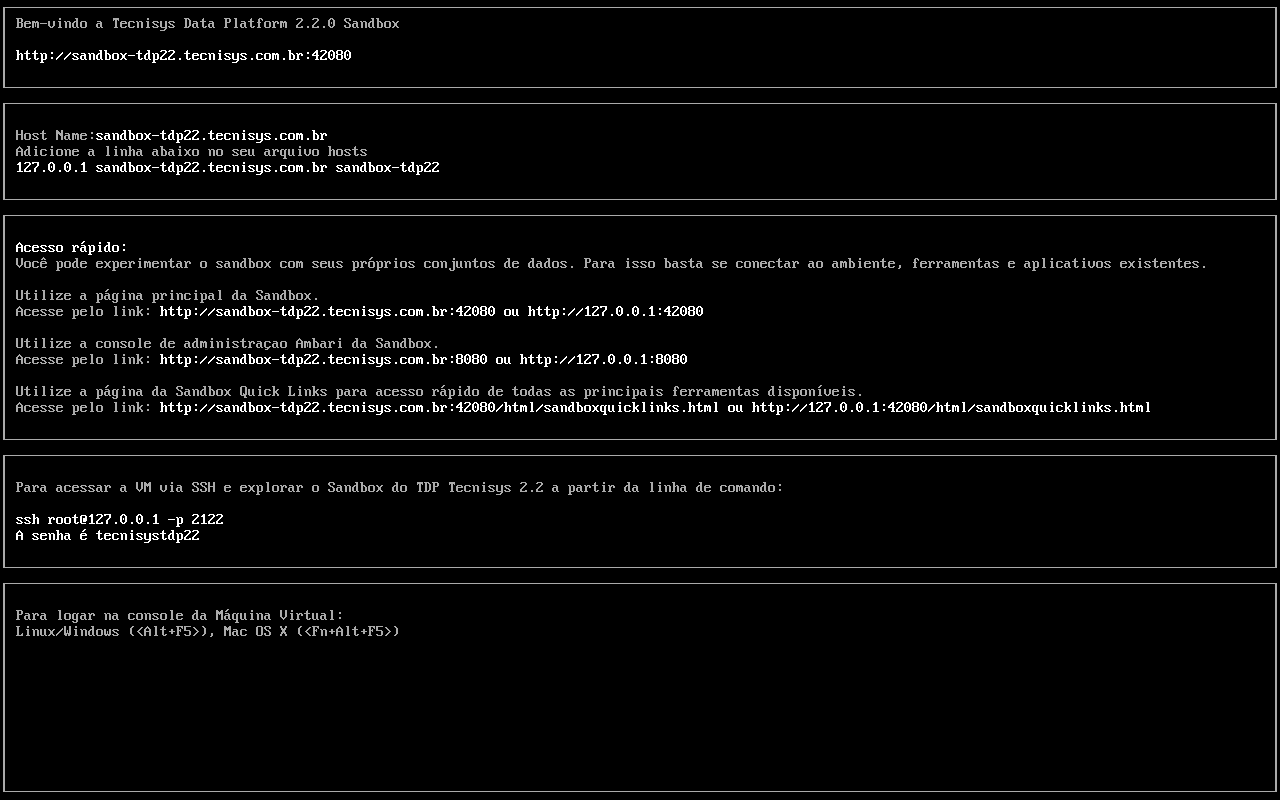 Bem-vindo a Tecnisys Data Platform 2.2.0 Sandbox
http://sandbox-tdp22.tecnisys.com.br:42080
Host Name:sandbox-tdp22.tecnisys.com.br
Adicione a linha abaixo no seu arquivo hosts
127.0.0.1 sandbox-tdp22.tecnisys.com.br sandbox-tdp22
Acesso rápido:
Você pode experimentar o sandbox com seus próprios conjuntos de dados. Para isso basta se conectar ao ambiente, ferramentas e aplicativos existentes.
Utilize a página principal da Sandbox.
Acesse pelo link: http://sandbox-tdp22.tecnisys.com.br:42080 ou http://127.0.0.1:42080
Utilize a console de administraçao Ambari da Sandbox.
Acesse pelo link: http://sandbox-tdp22.tecnisys.com.br:8080 ou http://127.0.0.1:8080
Utilize a página da Sandbox Quick Links para acesso rápido de todas as principais ferramentas disponíveis.
Acesse pelo link: http://sandbox-tdp22.tecnisys.com.br:42080/html/sandboxquicklinks.html ou http://127.0.0.1:42080/html/sandboxquicklinks.html
Para acessar a VM via SSH e explorar o Sandbox do TDP Tecnisys 2.2 a partir da linha de comando:
ssh root@127.0.0.1 -p 2122
A senha é tecnisystdp22
Para logar na console da Máquina Virtual:
Linux/Windows (<Alt+F5>), Mac OS X (<Fn+Alt+F5>)